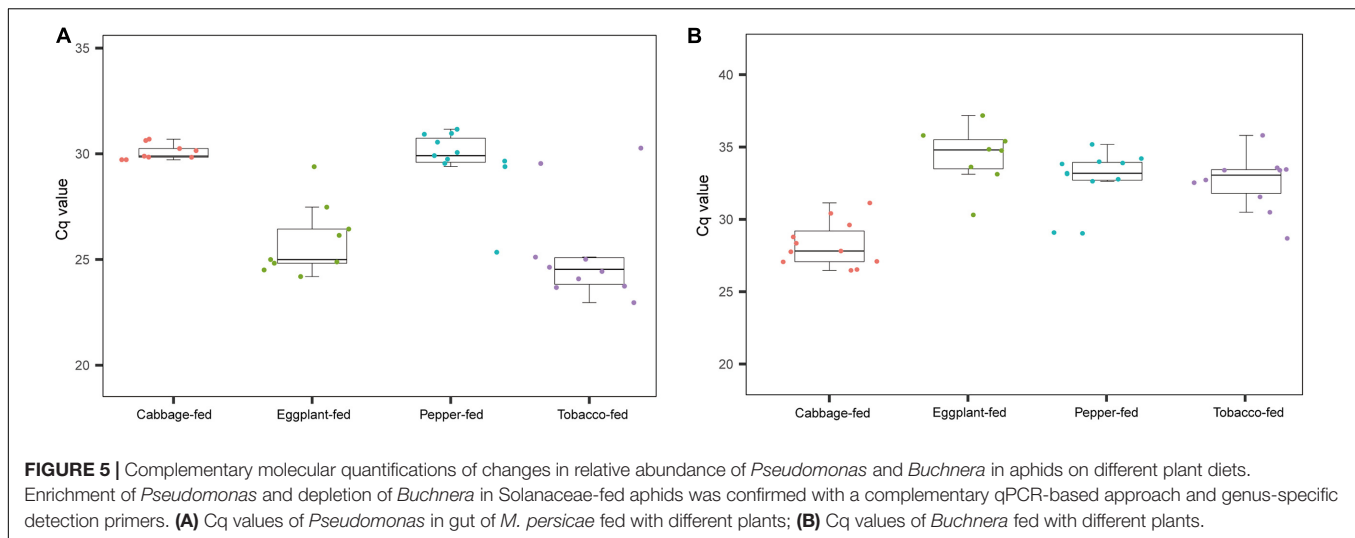 A
35
30
25
20
Cq value
Cabbage-fed
Eggplant-fed
Pepper-fed
Tobacco-fed
B
40
35
30
25
20
Cq value
Cabbage-fed
Eggplant-fed
Pepper-fed
Tobacco-fed
FIGURE 5 | Complementary molecular quantifications of changes in relative abundance of Pseudomonas and Buchnera in aphids on different plant diets.
Enrichment of Pseudomonas and depletion of Buchnera in Solanaceae-fed aphids was confirmed with a complementary qPCR-based approach and genus-specific
detection primers. (A) Cq values of Pseudomonas in gut of M. persicae fed with different plants; (B) Cq values of Buchnera fed with different plants.